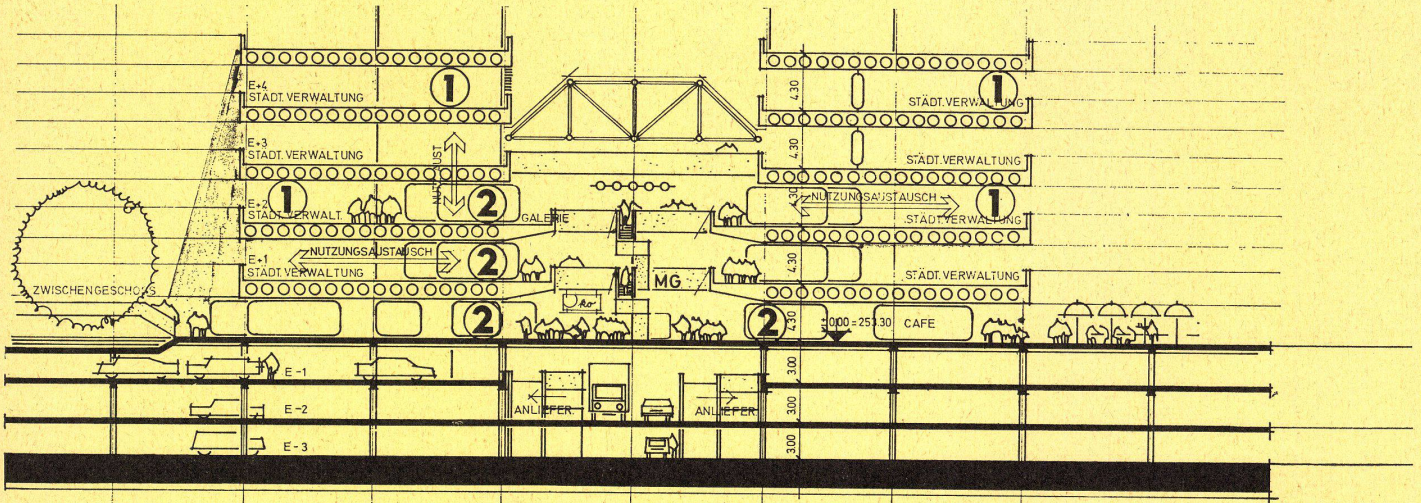 E+4
STÄDT. VERWALTUNG
1
4.30
STÄDT. VERWALTUNG
1
E+3
STÄDT. VERWALTUNG
4.30
STÄDT. VERWALTUNG
1
E+2
STÄDT. VERWALT.
2
GALERIE
4.30
NUTZUNGSAUSTAUSCH
1
STÄDT. VERWALTUNG
NUTZUNGSAUSTAUSCH
E+1
STÄDT. VERWALTUNG
2
MG
4.30
STÄDT. VERWALTUNG
ZWISCHENGESCHOSS
2
2
4.30
0.00 = 253.30
CAFE
E-1
3.00
ANLIEFER
ANLIEFER
E-2
3.00
E-3
3.00